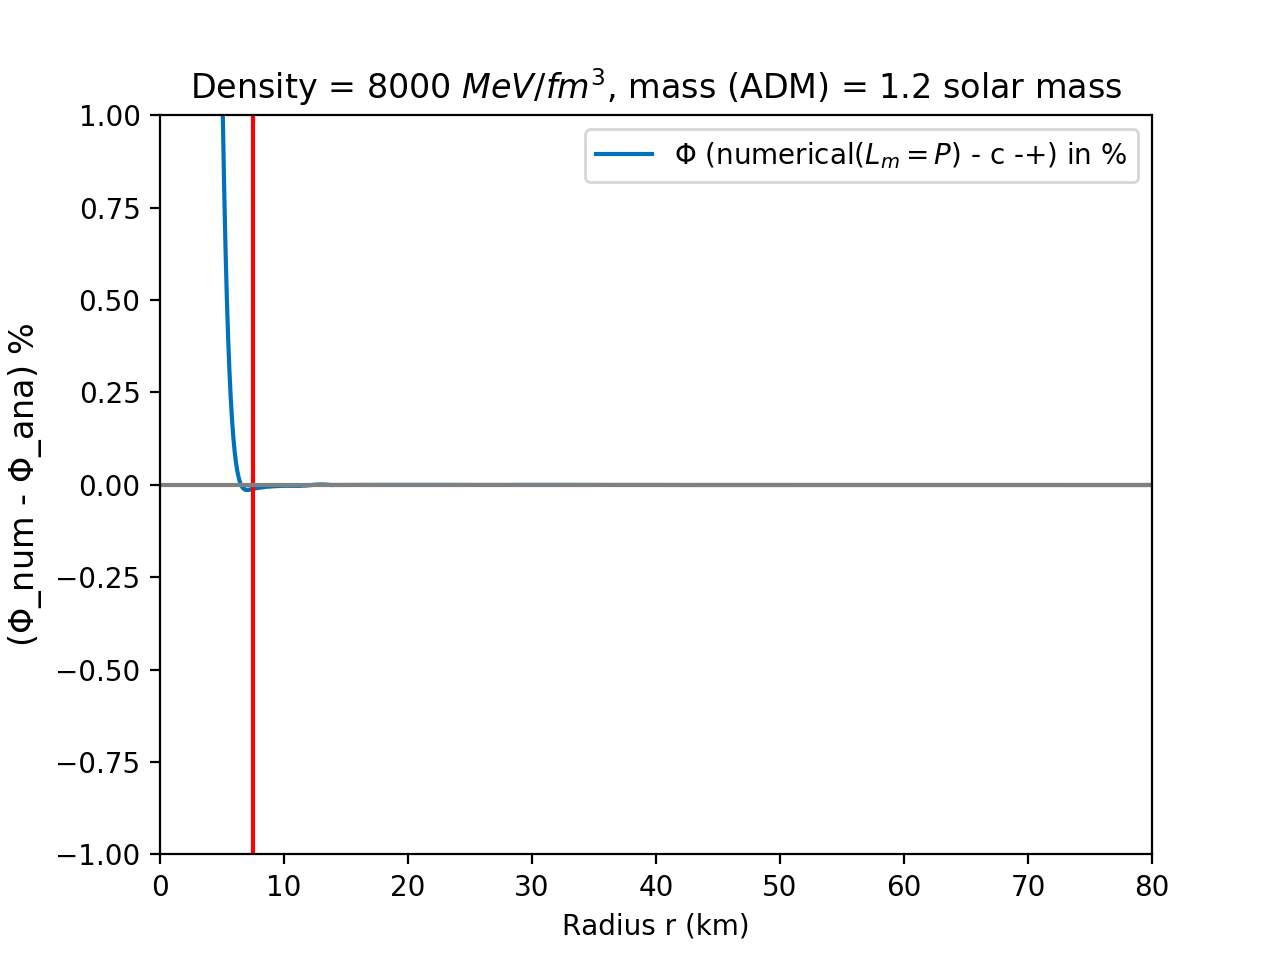 Density = 8000 MeV/fm³, mass (ADM) = 1.2 solar mass
Φ (numerical(Lₘ = P) - c -+) in %
(Φ_num - Φ_ana) %
1.00
0.75
0.50
0.25
0.00
−0.25
−0.50
−0.75
−1.00
0 10 20 30 40 50 60 70 80
Radius r (km)